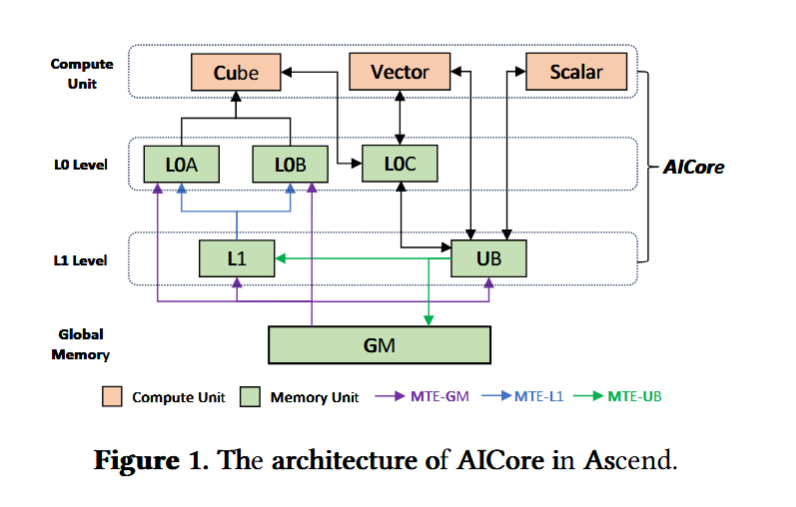 Compute
Unit
Cube
Vector
Scalar
L0 Level
L0A
L0B
L0C
AICore
L1 Level
L1
UB
Global
Memory
GM
Compute Unit
Memory Unit
MTE-GM
MTE-L1
MTE-UB
Figure 1. The architecture of AICore in Ascend.